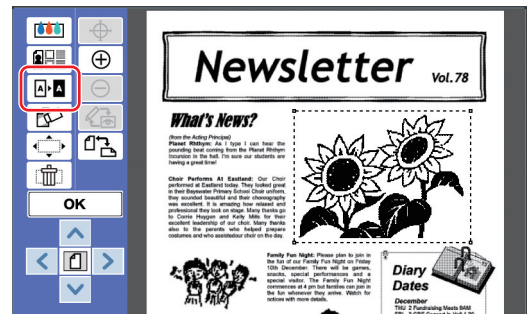 A A
OK
Newsletter Vol. 78
What's News?
(from the Acting Principal)
Planet Rhthym: As I type I can hear the
pounding beat coming from the Planet Rhthym
incursion in the hall. I'm sure our students are
having a great time!
Choir Performs At Eastland: Our Choir
performed at Eastland today. They looked great
in their Bayswater Primary School Choir uniform,
they sounded beautiful and their choreography
was excellent. It is amazing how relaxed and
professional they look on stage. Many thanks go
to Corrie Huygen and Kelly Mills for their
excellent leadership of our choir. Many thanks
also to the parents who helped prepare
costumes and who assistedour choir on the day.
Family Fun Night: Please plan to join in
the fun of our Family Fun Night on Friday
10th December. There will be games,
snacks, special performances and a
special visitor. The Family Fun Night
commences at 4 pm but families can join in
the fun whenever they arrive. Watch for
notices with more details.
Diary
Dates
December
THU 2 Fundraising Meets 9AM